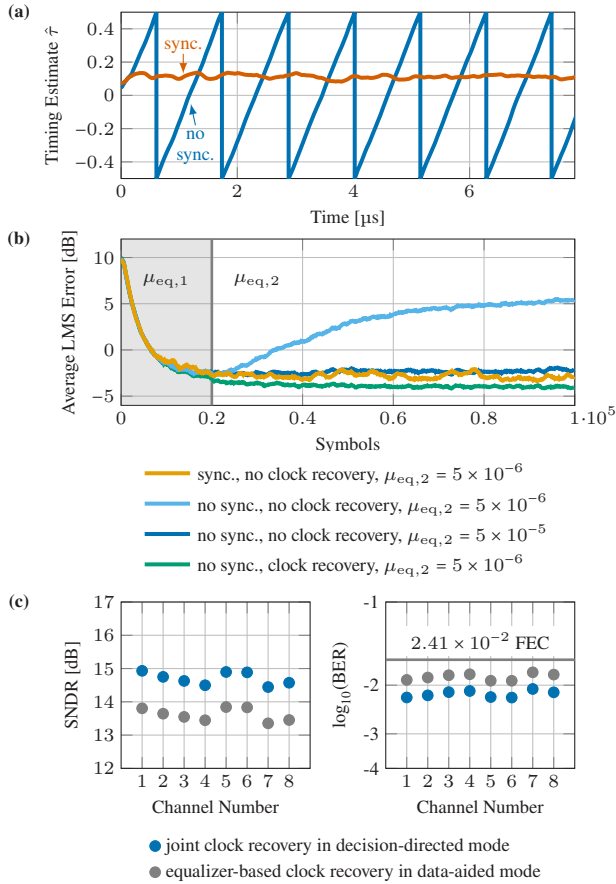 (a)
0.4
0.2
0
−0.2
−0.4
Timing Estimate τ̂
sync.
no
sync.
0
2
4
6
Time [µs]
(b)
10
5
0
−5
Average LMS Error [dB]
μeq,1
μeq,2
0
0.2
0.4
0.6
0.8
1·10⁵
Symbols
sync., no clock recovery, μeq,2 = 5 × 10⁻⁶
no sync., no clock recovery, μeq,2 = 5 × 10⁻⁶
no sync., no clock recovery, μeq,2 = 5 × 10⁻⁵
no sync., clock recovery, μeq,2 = 5 × 10⁻⁶
(c)
17
16
15
14
13
12
SNDR
[dB]
1 2 3 4 5 6 7 8
Channel Number
-1
-2
-3
-4
log₁₀(BER)
2.41 × 10⁻² FEC
1 2 3 4 5 6 7 8
Channel Number
joint clock recovery in decision-directed mode
equalizer-based clock recovery in data-aided mode